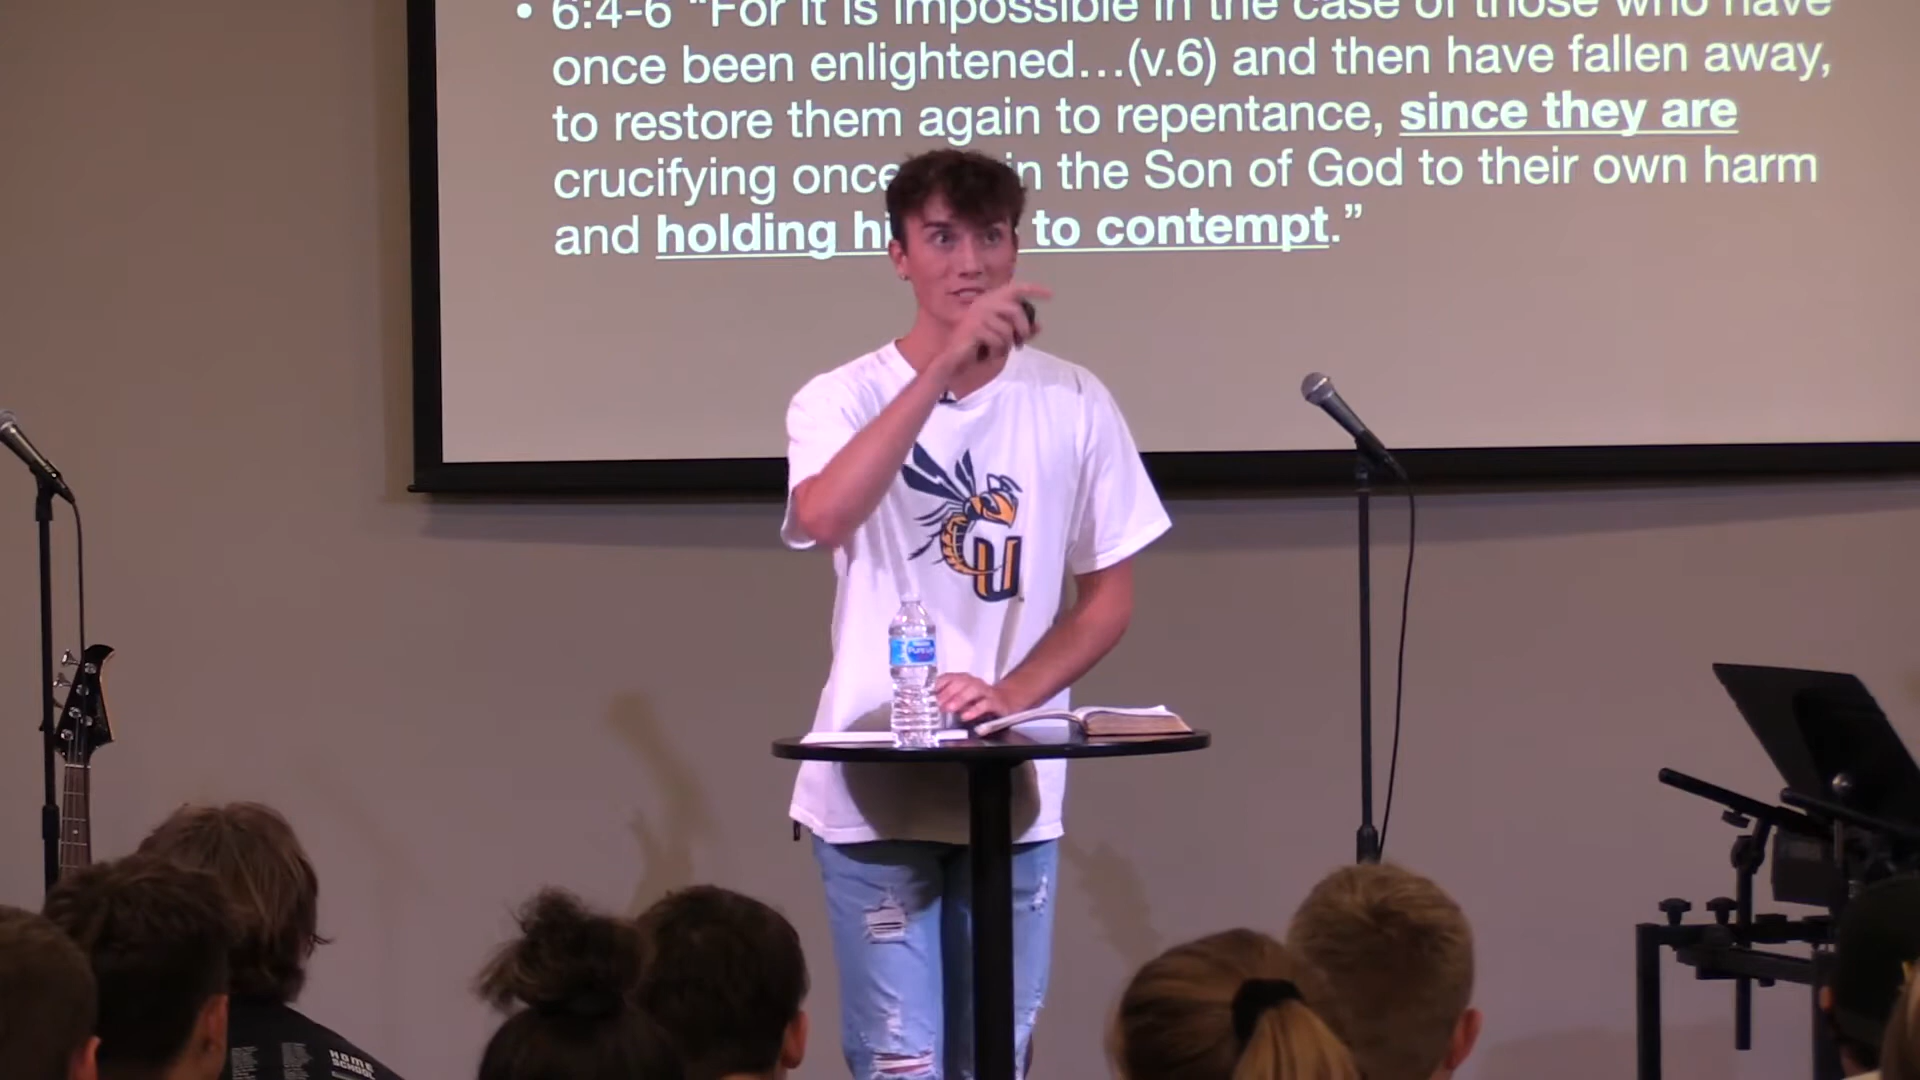 • 6:4-6 “For it is impossible in the case of those who have
once been enlightened…(v.6) and then have fallen away,
to restore them again to repentance, since they are
crucifying once in the Son of God to their own harm
and holding hi to contempt.”
U
HOME
SCHOOL